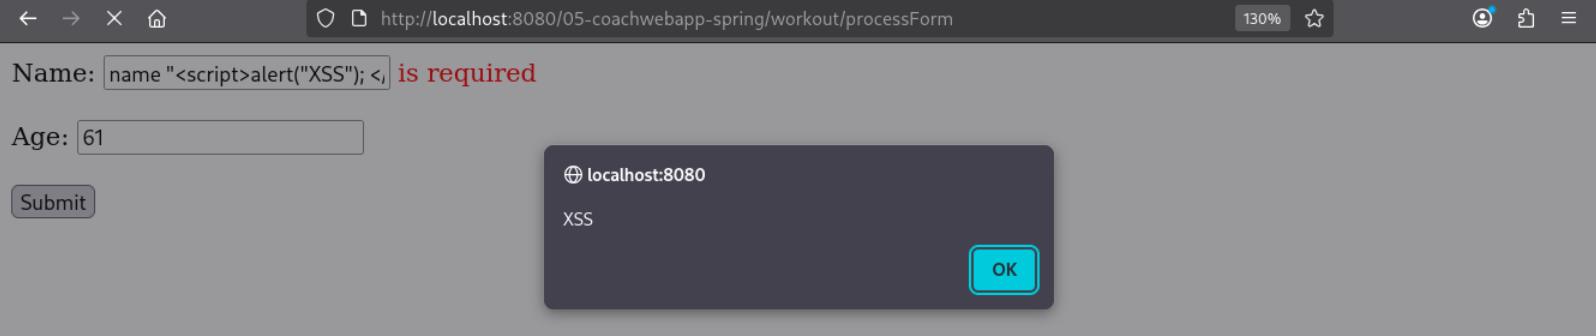 http://localhost:8080/05-coachwebapp-spring/workout/processForm 130%
Name: name "<script>alert("XSS"); </ is required
Age: 61
localhost:8080
XSS
OK
Submit